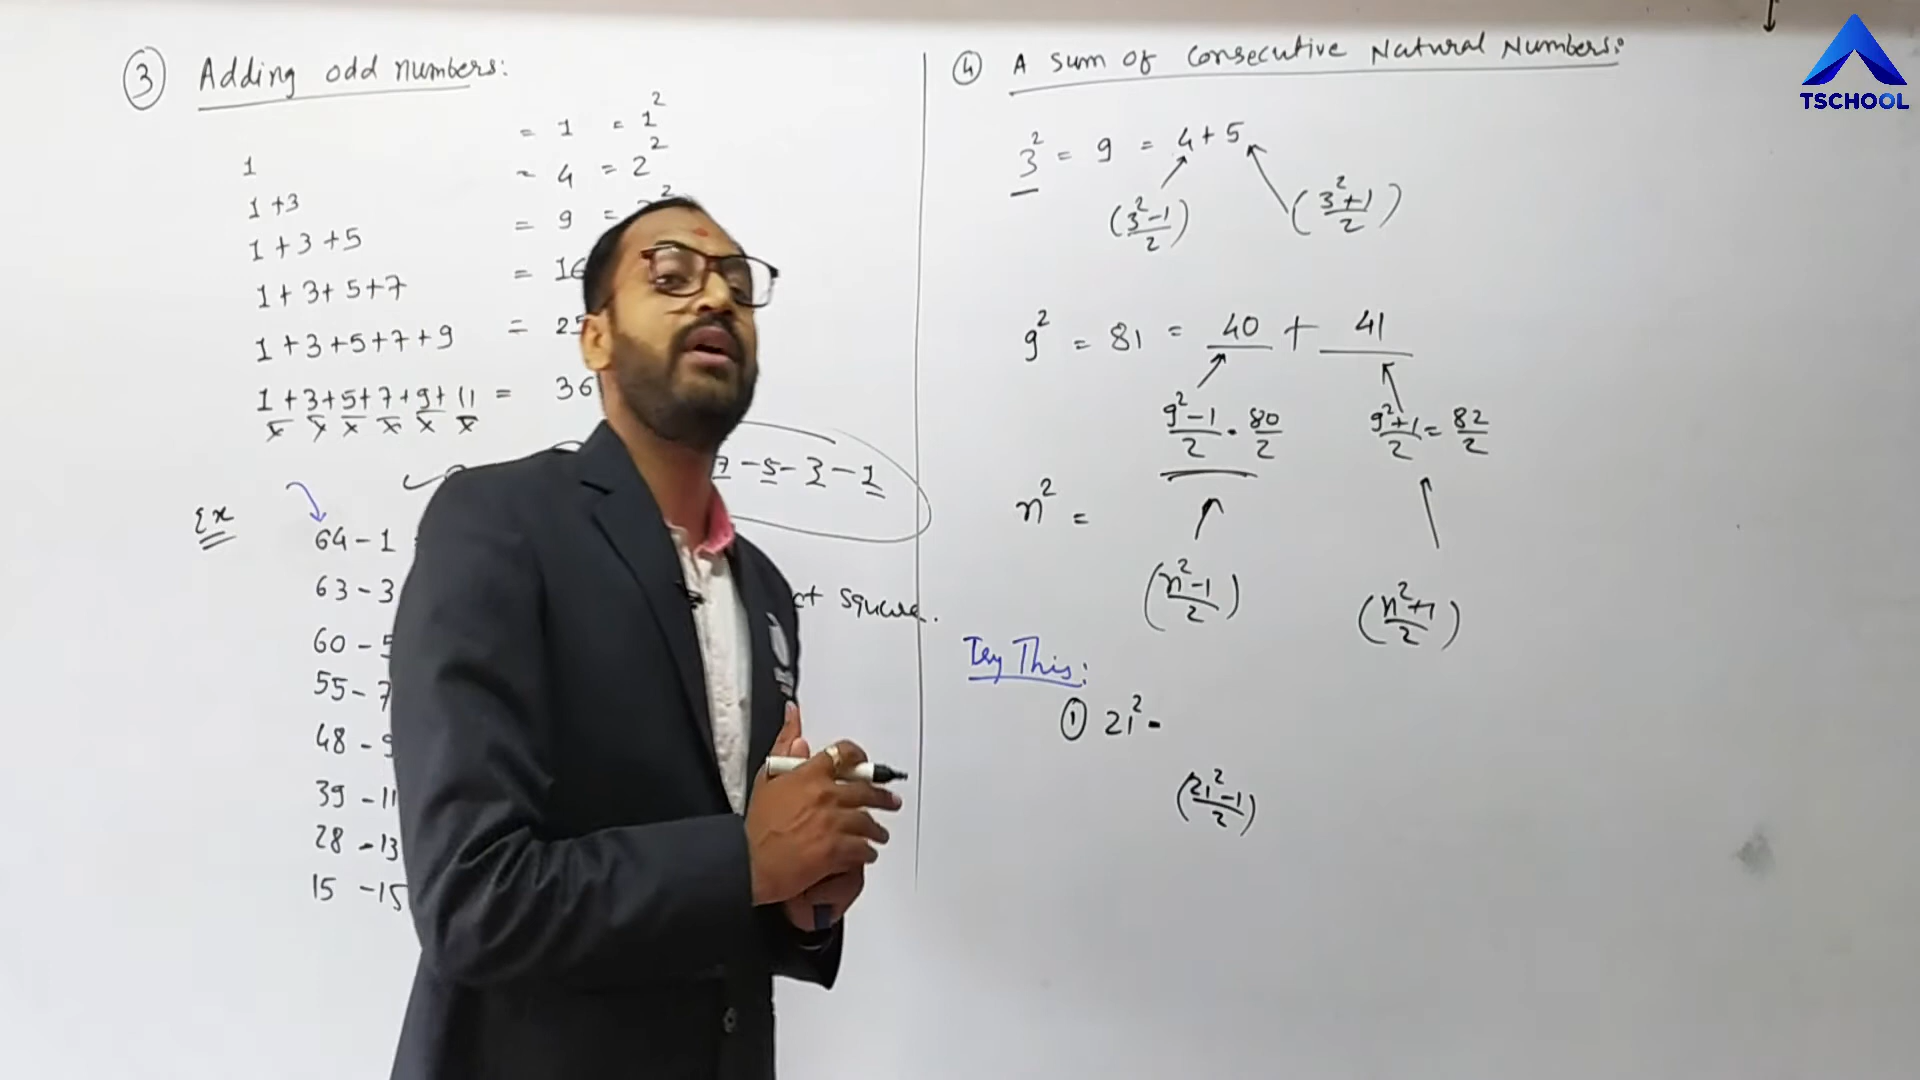 ③ Adding odd numbers:
1 = 1 = 1²
1+3 = 4 = 2²
1+3+5 = 9 =
1+3+5+7 = 16
1+3+5+7+9 = 25
1+3+5+7+9+11 = 36
7-5-3-1
Ex
64-1
63-3
60-5
55-7
48-9
39-11
28-13
15-15
square.
④ A sum of consecutive Natural Numbers:
3² = 9 = 4+5
(3²-1/2) (3²+1/2)
9² = 81 = 40 + 41
9²-1/2 = 80/2 9²+1/2 = 82/2
n² =
(n²-1/2) (n²+1/2)
Try This:
① 21² =
(21²-1/2)
TSCHOOL